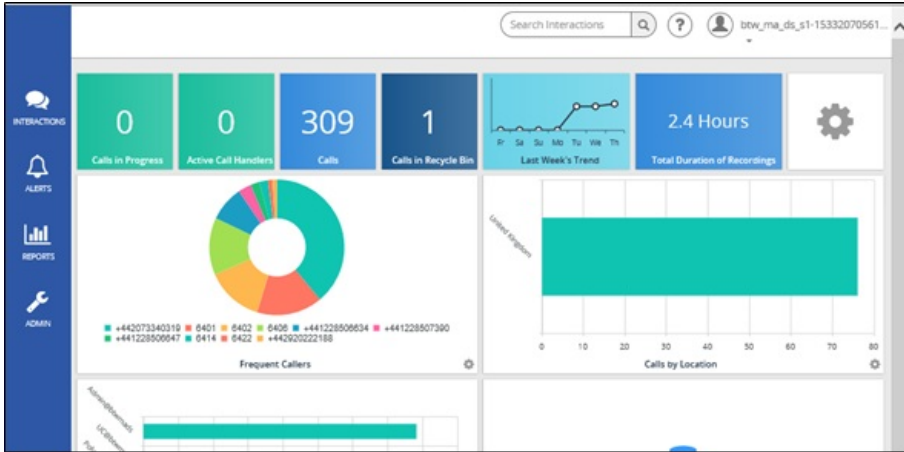 Search Interactions
?
btw_ma_ds_s1-15332070561...
INTERACTIONS
ALERTS
REPORTS
ADMIN
0
Calls in Progress
0
Active Call Handlers
309
Calls
1
Calls in Recycle Bin
Fr Sa Su Mo Tu We Th
Last Week's Trend
2.4 Hours
Total Duration of Recordings
+442073340319 6401 6402 6406 +441228506634 +441228507390
+441228506647 6414 6422 +442920222188
Frequent Callers
United Kingdom
0 10 20 30 40 50 60 70 80
Calls by Location